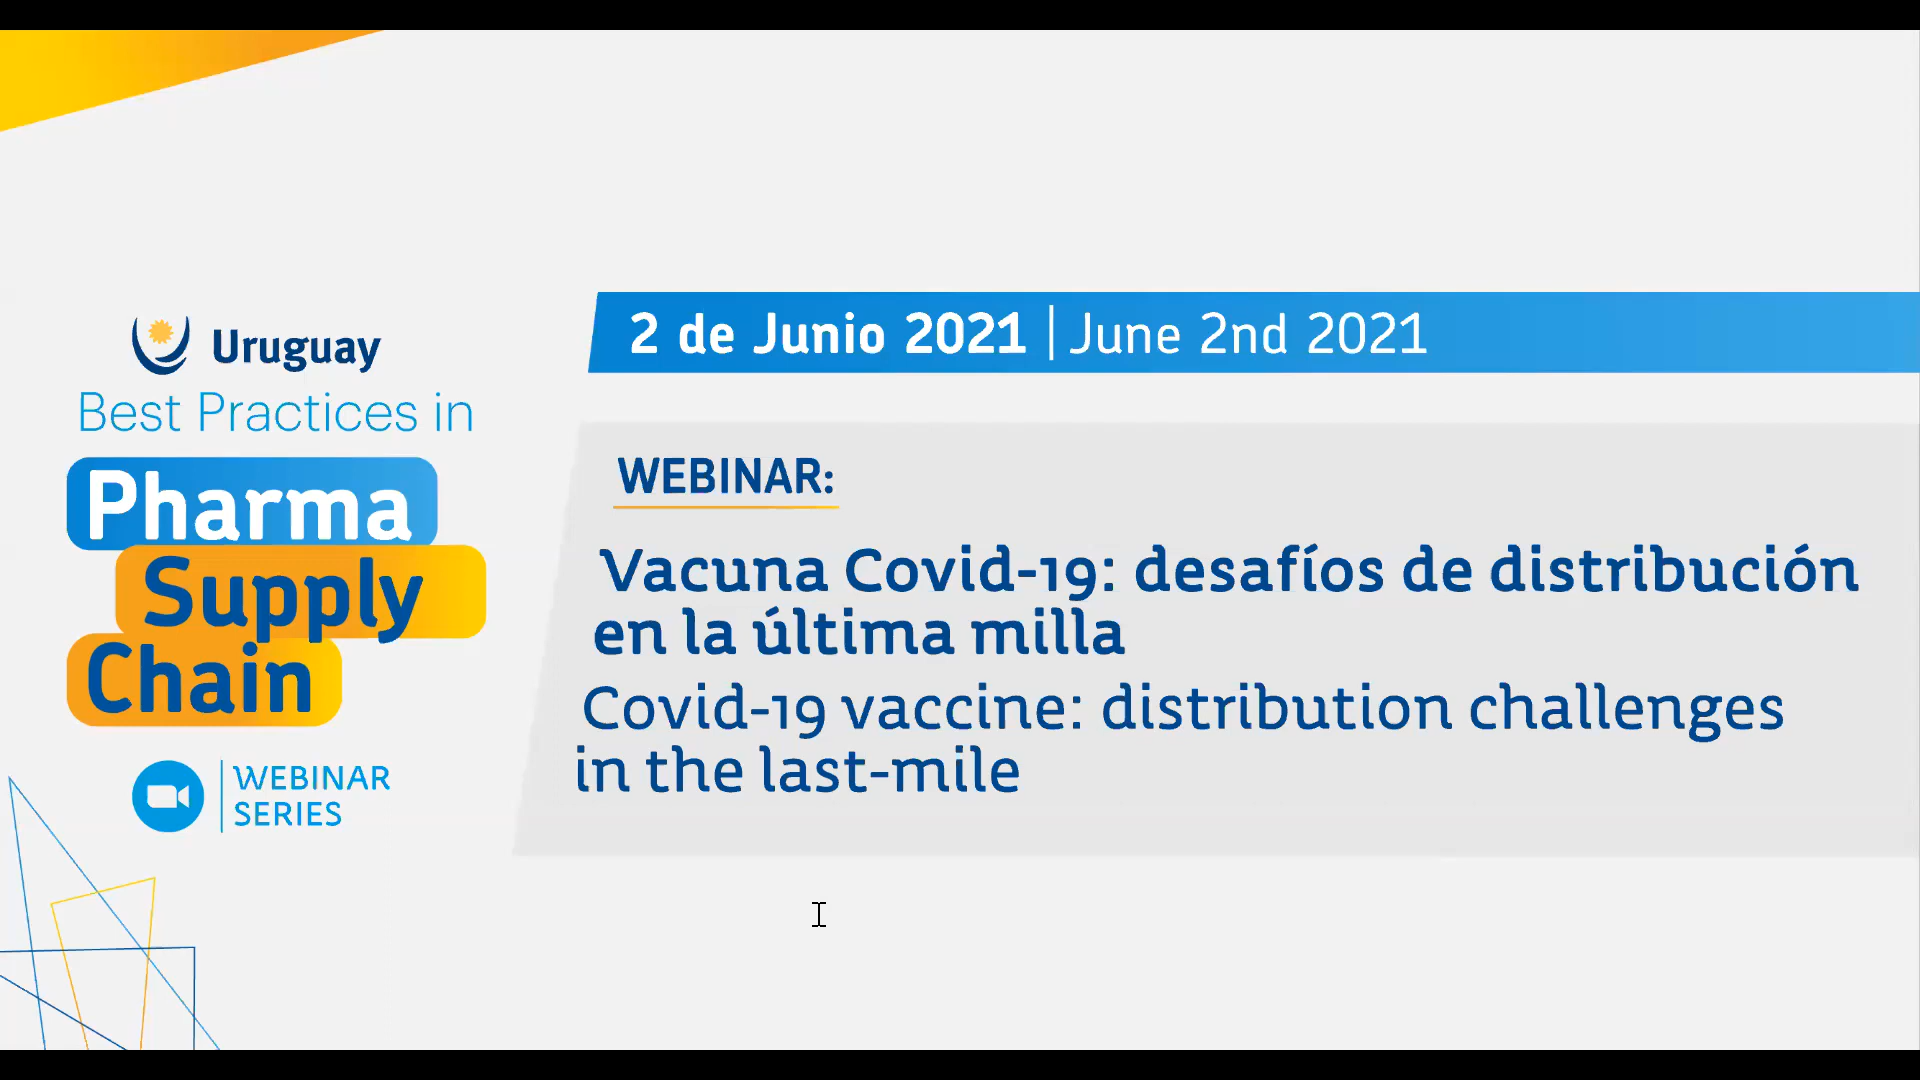 Uruguay
Best Practices in
Pharma
Supply
Chain
WEBINAR
SERIES
2 de Junio 2021 | June 2nd 2021
WEBINAR:
Vacuna Covid-19: desafíos de distribución
en la última milla
Covid-19 vaccine: distribution challenges
in the last-mile